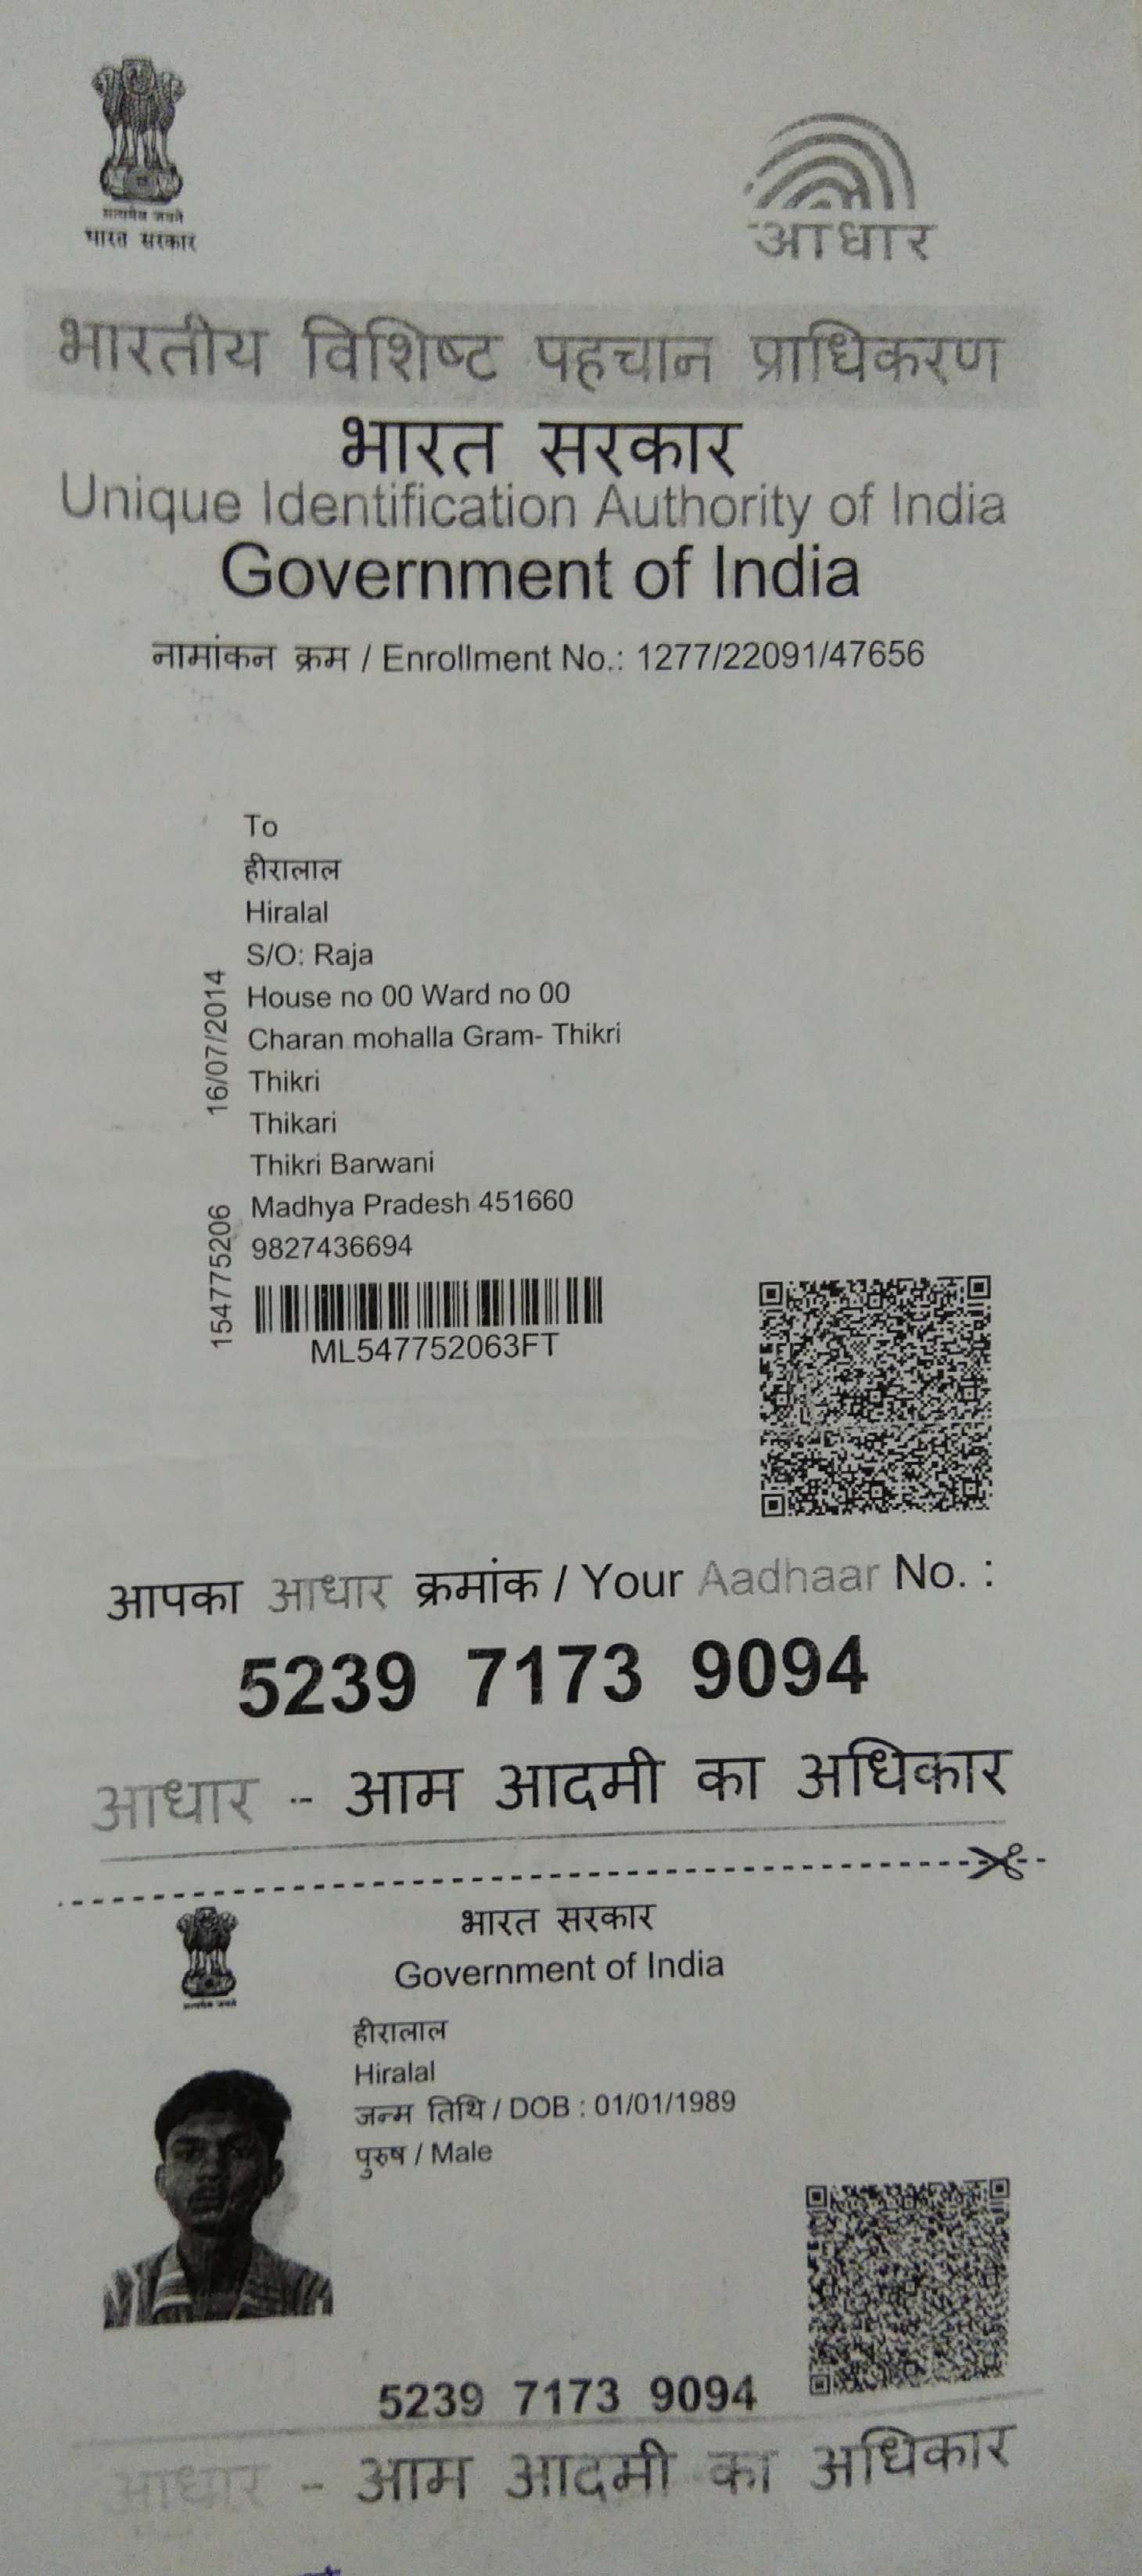 सत्यमेव जयते
भारत सरकार
आधार
भारतीय विशिष्ट पहचान प्राधिकरण
भारत सरकार
Unique Identification Authority of India
Government of India
नामांकन क्रम / Enrollment No.: 1277/22091/47656
To
हीरालाल
Hiralal
S/O: Raja
House no 00 Ward no 00
Charan mohalla Gram- Thikri
Thikri
Thikari
Thikri Barwani
Madhya Pradesh 451660
9827436694
16/07/2014
154775206
ML547752063FT
आपका आधार क्रमांक / Your Aadhaar No. :
5239 7173 9094
आधार - आम आदमी का अधिकार
भारत सरकार
Government of India
हीरालाल
Hiralal
जन्म तिथि / DOB : 01/01/1989
पुरुष / Male
5239 7173 9094
आधार - आम आदमी का अधिकार